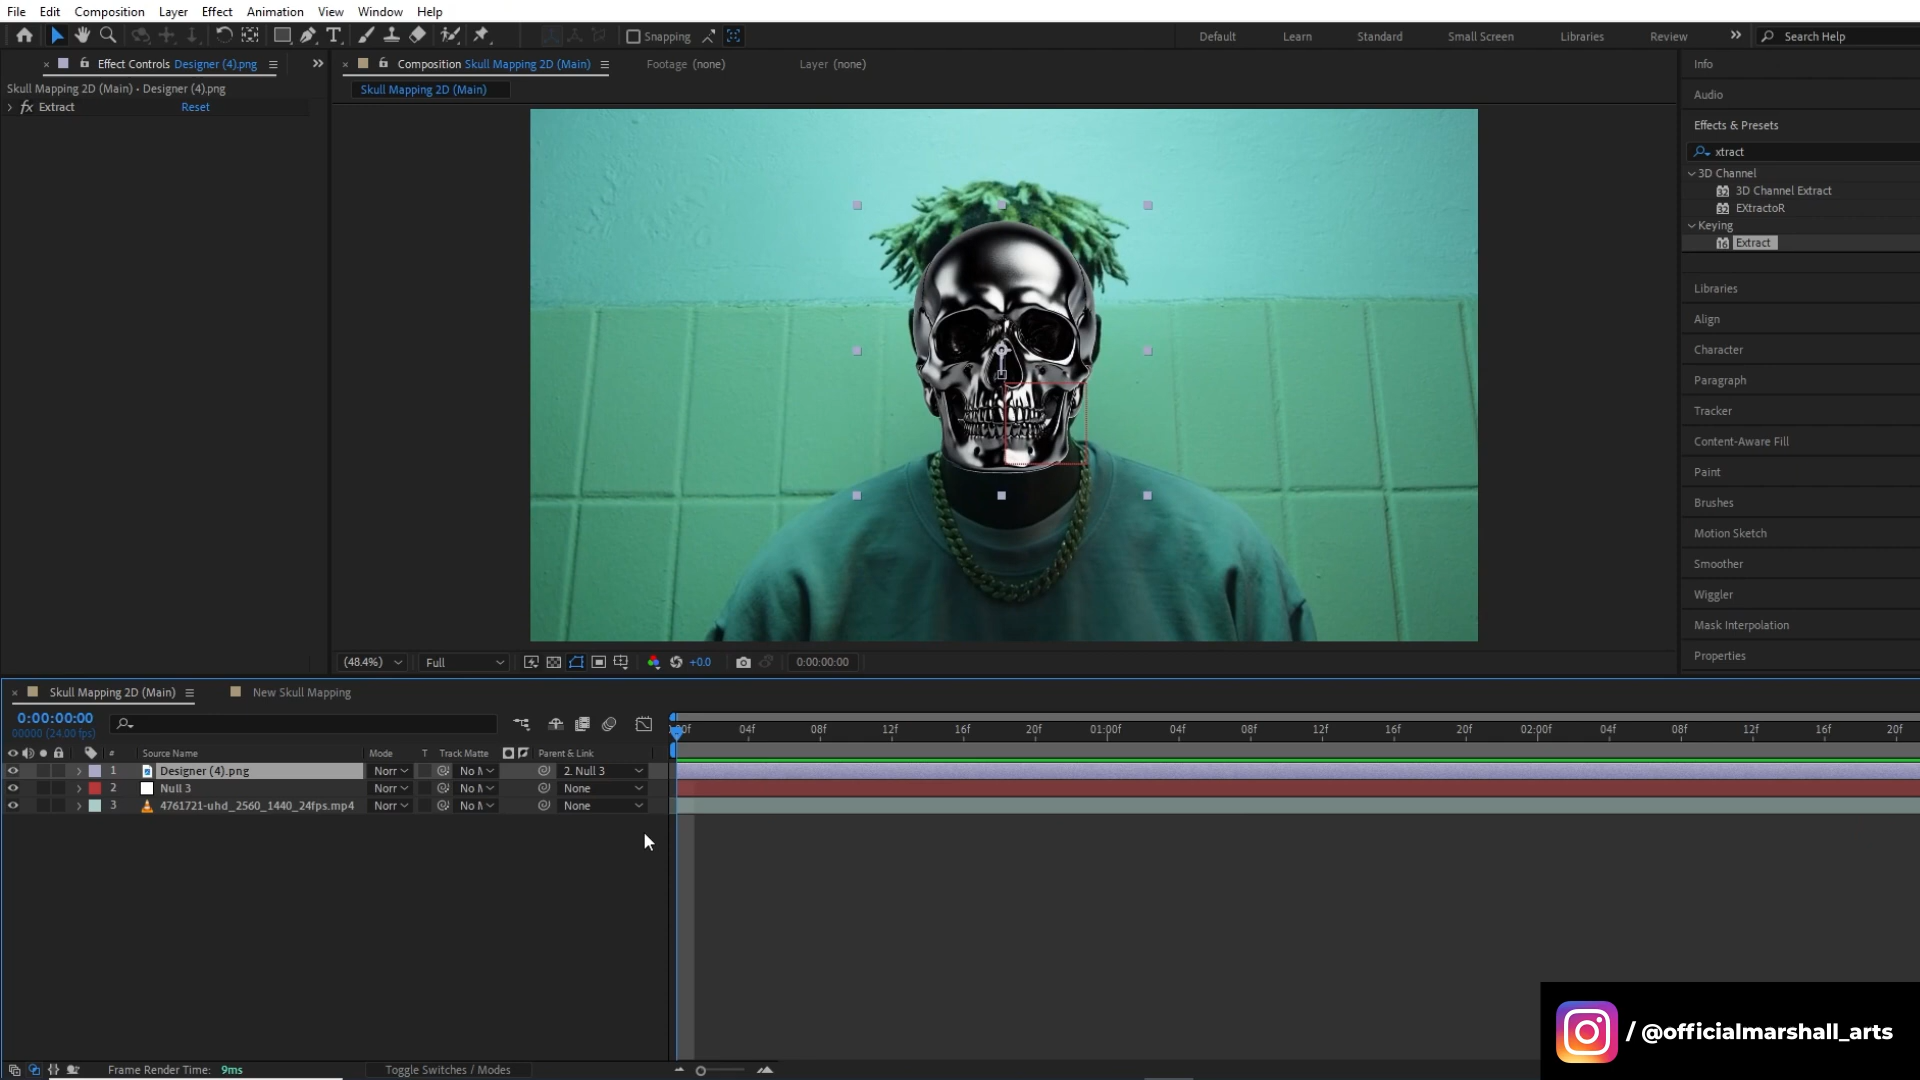 File Edit Composition Layer Effect Animation View Window Help
Snapping
Default Learn Standard Small Screen Libraries Review Search Help
Effect Controls Designer (4).png
Composition Skull Mapping 2D (Main)
Footage (none)
Layer (none)
Skull Mapping 2D (Main) • Designer (4).png
fx Extract Reset
Skull Mapping 2D (Main)
Info
Audio
Effects & Presets
xtract
3D Channel
3D Channel Extract
EXtractoR
Keying
Extract
Libraries
Align
Character
Paragraph
Tracker
Content-Aware Fill
Paint
Brushes
Motion Sketch
Smoother
Wiggler
Mask Interpolation
Properties
(48.4%) Full +0.0 0:00:00:00
Skull Mapping 2D (Main) New Skull Mapping
0:00:00:00
00000 (24.00 fps)
:00f 04f 08f 12f 16f 20f 01:00f 04f 08f 12f 16f 20f 02:00f 04f 08f 12f 16f 20f
# Source Name Mode T Track Matte Parent & Link
1 Designer (4).png Norr No M 2. Null 3
2 Null 3 Norr No M None
3 4761721-uhd_2560_1440_24fps.mp4 Norr No M None
Frame Render Time: 9ms Toggle Switches / Modes
/ @officialmarshall_arts